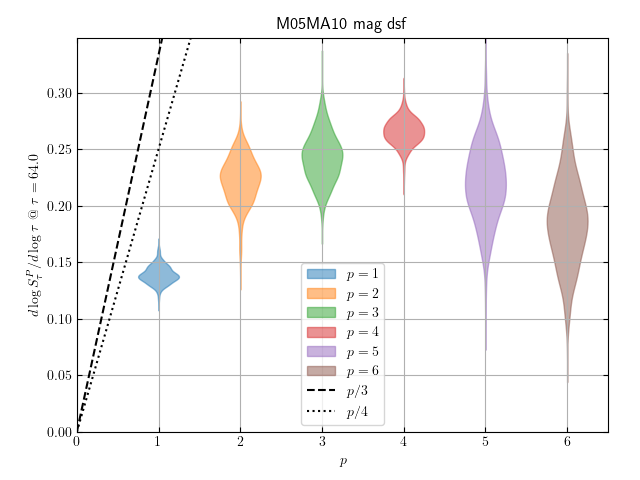 M05MA10 mag dsf
d log S_τ^P / d log τ @ τ = 64.0
0.30
0.25
0.20
0.15
0.10
0.05
0.00
p = 1
p = 2
p = 3
p = 4
p = 5
p = 6
p/3
p/4
0 1 2 3 4 5 6
p